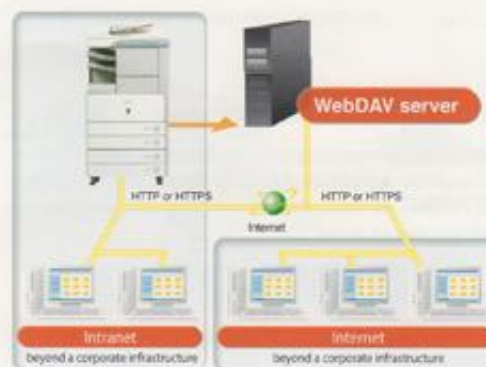 WebDAV server
HTTP or HTTPS
HTTP or HTTPS
Internet
Intranet
beyond a corporate infrastructure
Internet
beyond a corporate infrastructure